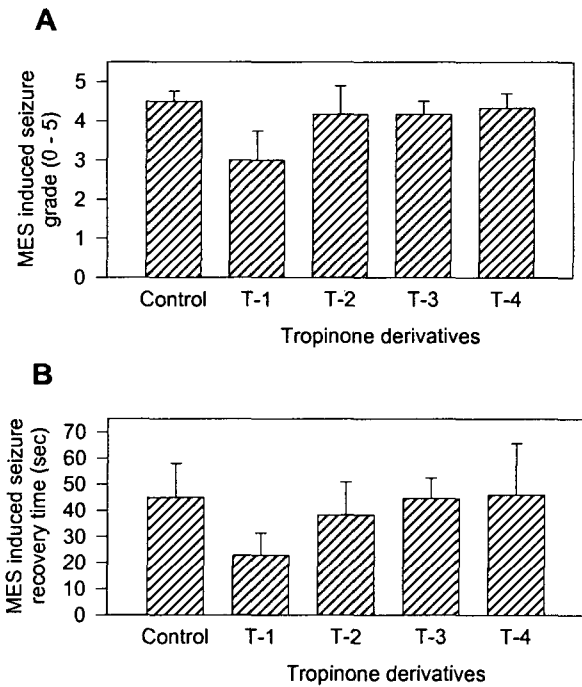 A
MES induced seizure
grade (0 - 5)
5
4
3
2
1
0
Control T-1 T-2 T-3 T-4
Tropinone derivatives
B
MES induced seizure
recovery time (sec)
70
60
50
40
30
20
10
0
Control T-1 T-2 T-3 T-4
Tropinone derivatives